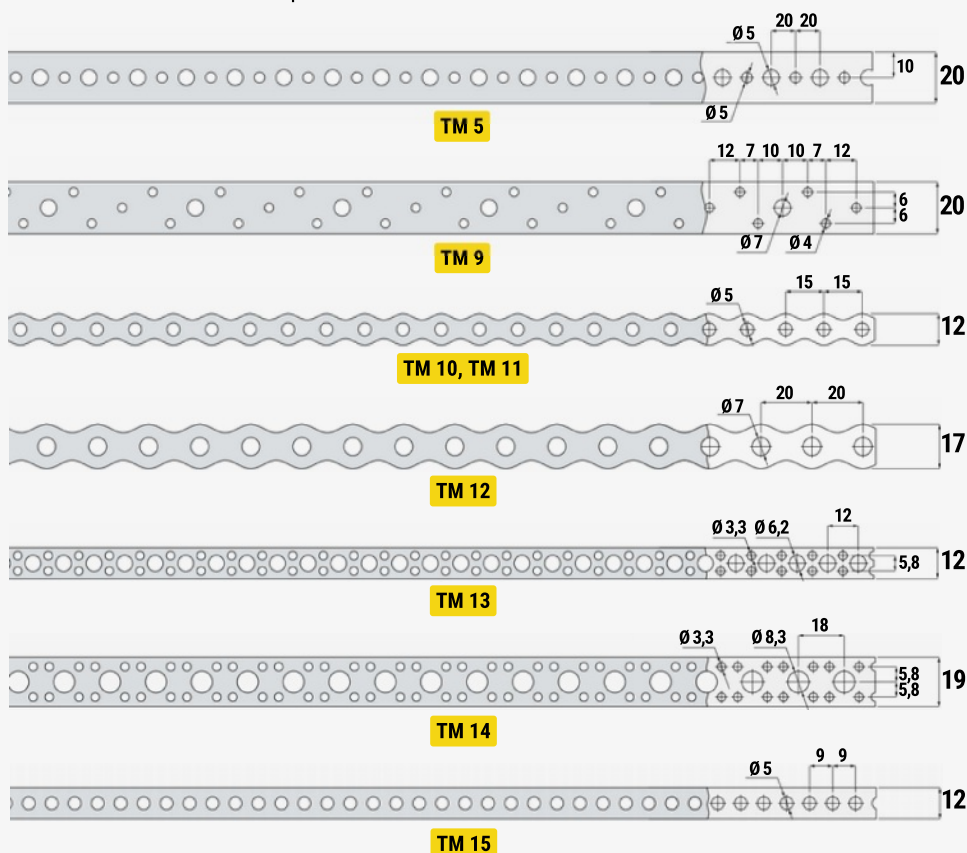 20 20
Ø 5
10
20
Ø 5
TM 5
12 7 10 10 7 12
6
6
20
Ø 7 Ø 4
TM 9
15 15
Ø 5
12
TM 10, TM 11
20 20
Ø 7
17
TM 12
12
Ø 3,3 Ø 6,2
5,8
12
TM 13
18
Ø 3,3 Ø 8,3
5,8
5,8
19
TM 14
9 9
Ø 5
12
TM 15